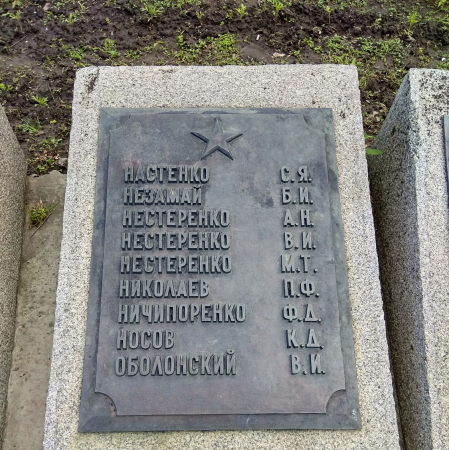 НАСТЕНКО С.Я.
НЕЗАМАЙ Б.И.
НЕСТЕРЕНКО А.Н.
НЕСТЕРЕНКО В.И.
НЕСТЕРЕНКО М.Т.
НИКОЛАЕВ П.Ф.
НИЧИПОРЕНКО Ф.Д.
НОСОВ К.Д.
ОБОЛОНСКИЙ В.И.